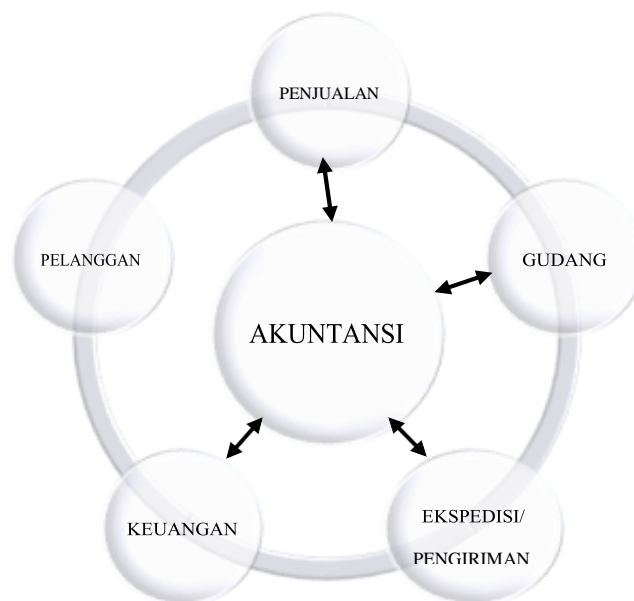 PENJUALAN
PELANGGAN
GUDANG
AKUNTANSI
KEUANGAN
EKSPEDISI/
PENGIRIMAN